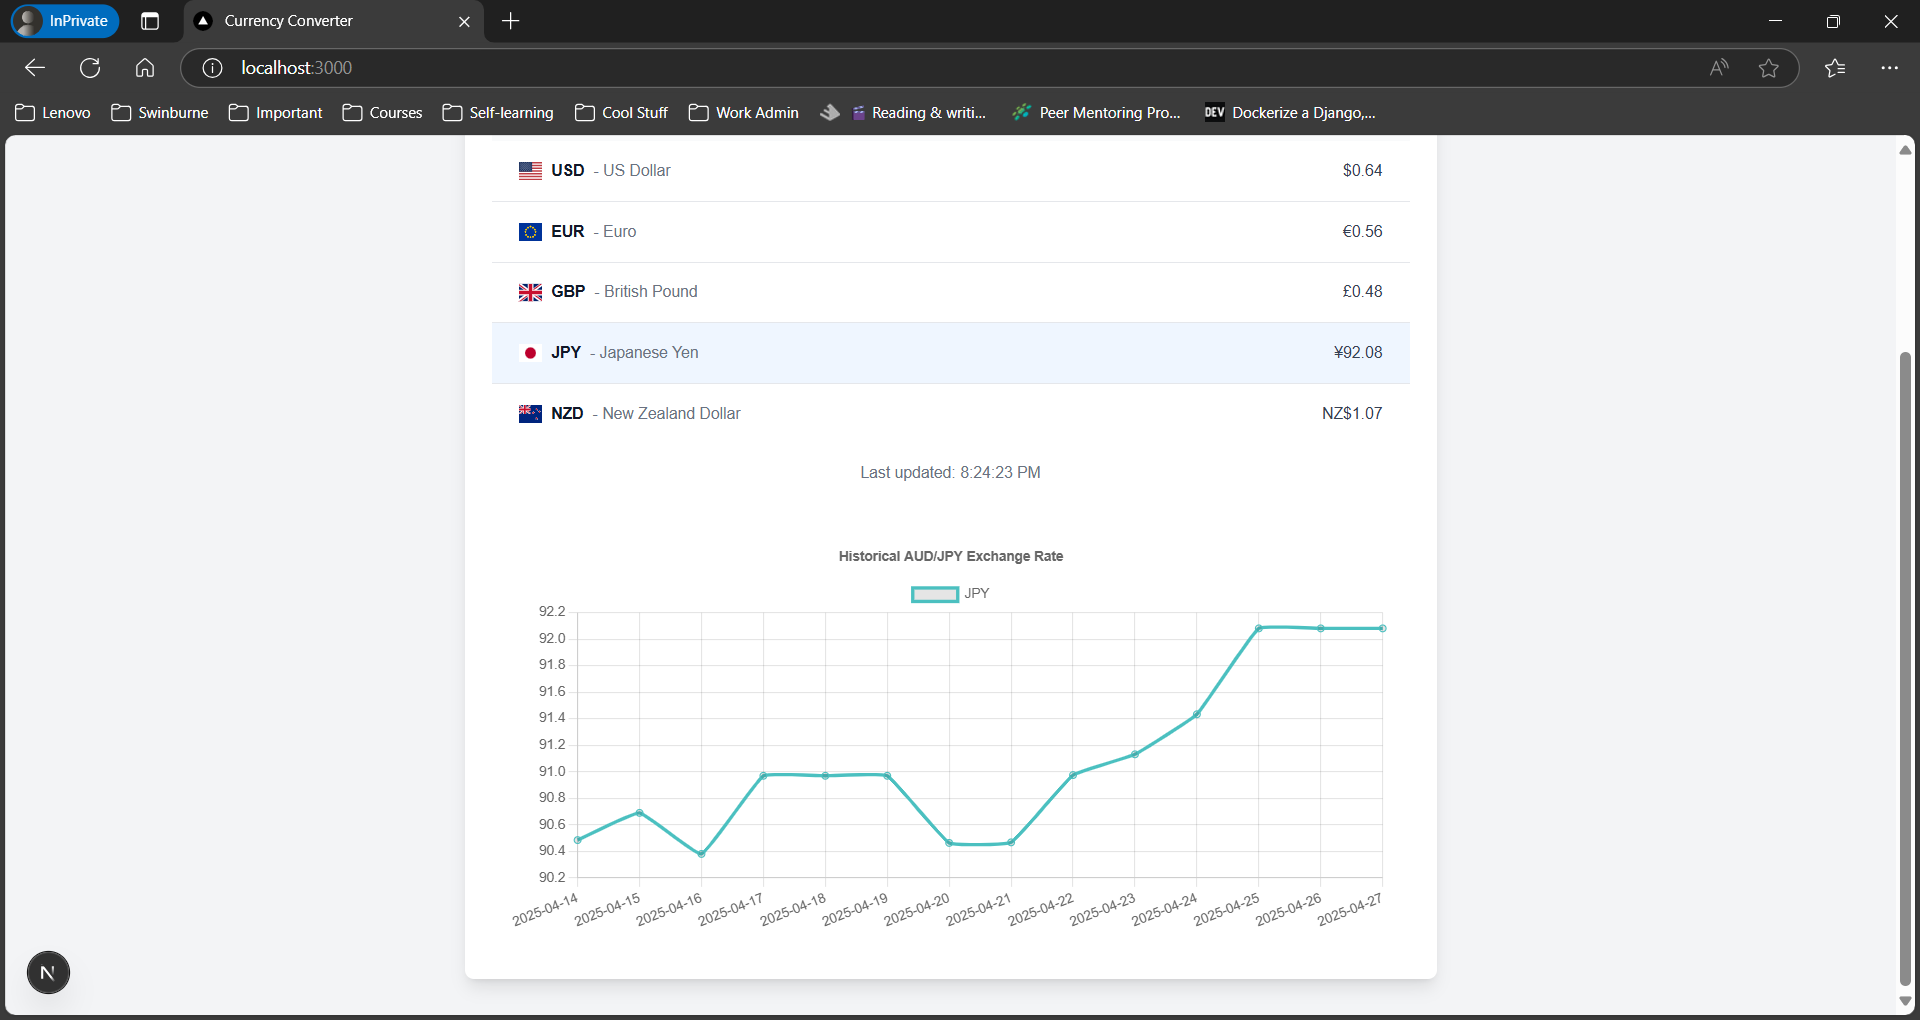 InPrivate
Currency Converter
localhost:3000
Lenovo Swinburne Important Courses Self-learning Cool Stuff Work Admin Reading & writi... Peer Mentoring Pro... DEV Dockerize a Django,...
USD - US Dollar $0.64
EUR - Euro €0.56
GBP - British Pound £0.48
JPY - Japanese Yen ¥92.08
NZD - New Zealand Dollar NZ$1.07
Last updated: 8:24:23 PM
Historical AUD/JPY Exchange Rate
JPY
92.2
92.0
91.8
91.6
91.4
91.2
91.0
90.8
90.6
90.4
90.2
2025-04-14 2025-04-15 2025-04-16 2025-04-17 2025-04-18 2025-04-19 2025-04-20 2025-04-21 2025-04-22 2025-04-23 2025-04-24 2025-04-25 2025-04-26 2025-04-27
N